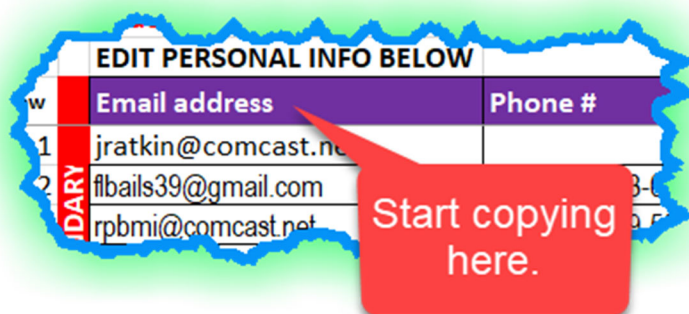 EDIT PERSONAL INFO BELOW
Email address Phone #
1 jratkin@comcast.
2 flbails39@gmail.com
rpbmi@comcast.net
Start copying
here.